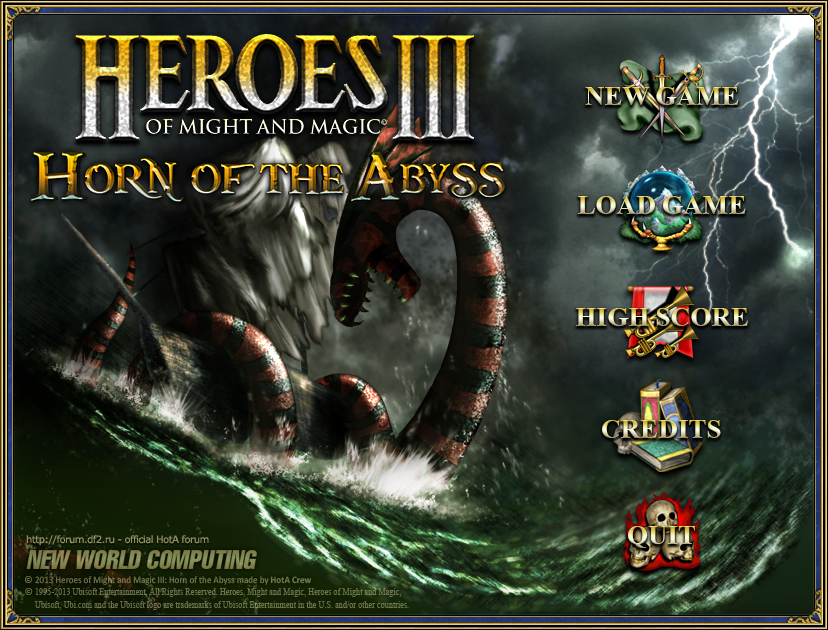 HEROES III
OF MIGHT AND MAGIC®
HORN OF THE ABYSS
NEW GAME
LOAD GAME
HIGH SCORE
CREDITS
QUIT
http://forum.df2.ru - official HotA forum
NEW WORLD COMPUTING
© 2013 Heroes of Might and Magic III: Horn of the Abyss made by HotA Crew
© 1995-2013 Ubisoft Entertainment. All Rights Reserved. Heroes, Might and Magic, Heroes of Might and Magic,
Ubisoft, Ubi.com and the Ubisoft logo are trademarks of Ubisoft Entertainment in the U.S. and/or other countries.